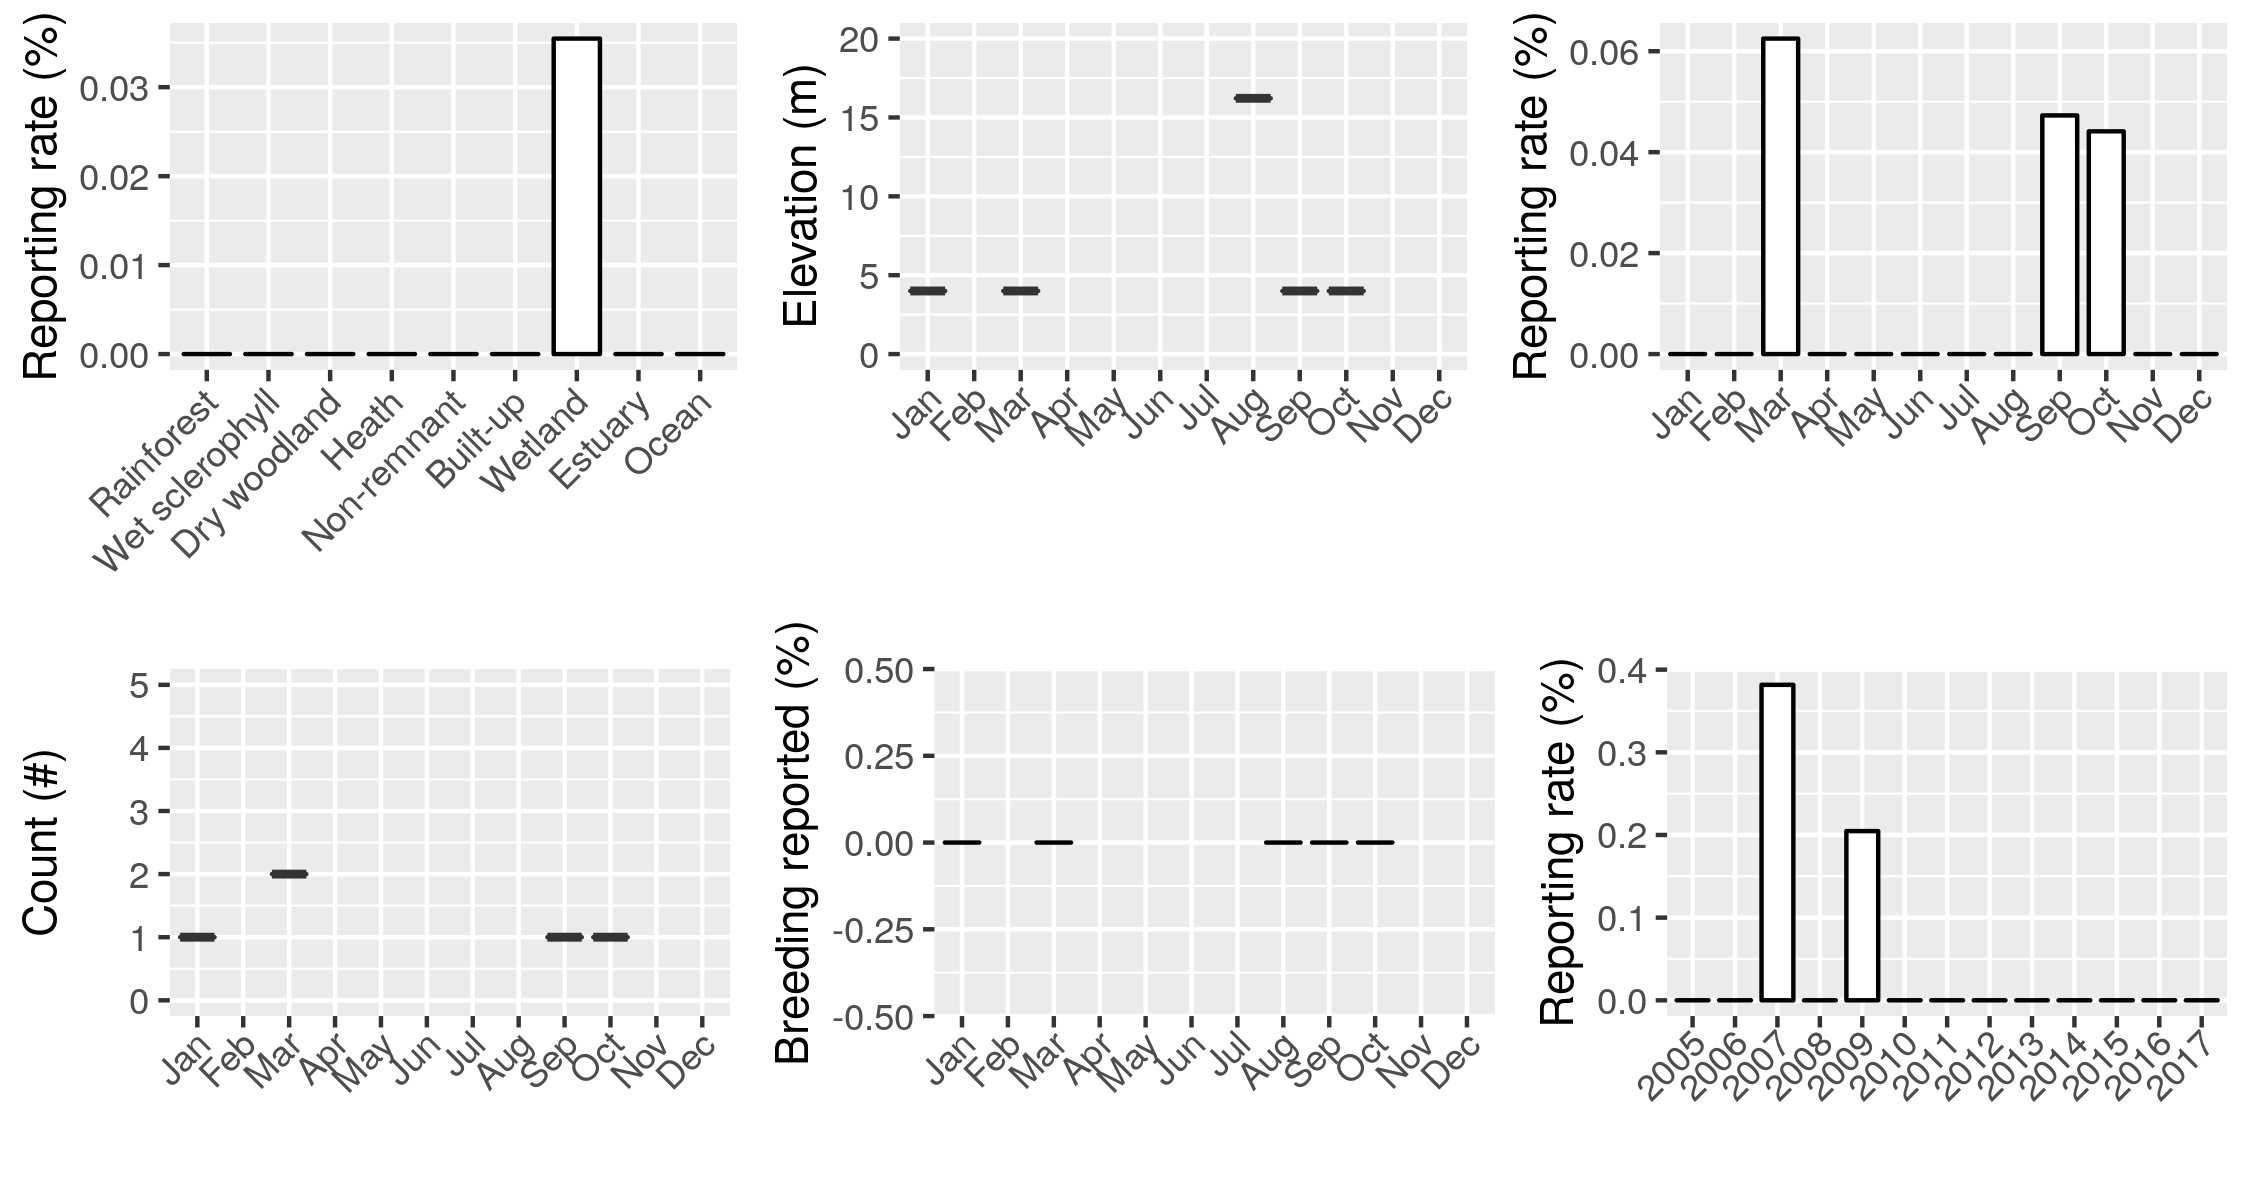 Reporting rate (%)
0.03
0.02
0.01
0.00
Rainforest
Wet sclerophyll
Dry woodland
Heath
Non-remnant
Built-up
Wetland
Estuary
Ocean
Elevation (m)
20
15
10
5
0
Jan
Feb
Mar
Apr
May
Jun
Jul
Aug
Sep
Oct
Nov
Dec
Reporting rate (%)
0.06
0.04
0.02
0.00
Jan
Feb
Mar
Apr
May
Jun
Jul
Aug
Sep
Oct
Nov
Dec
Count (#)
5
4
3
2
1
0
Jan
Feb
Mar
Apr
May
Jun
Jul
Aug
Sep
Oct
Nov
Dec
Breeding reported (%)
0.50
0.25
0.00
-0.25
-0.50
Jan
Feb
Mar
Apr
May
Jun
Jul
Aug
Sep
Oct
Nov
Dec
Reporting rate (%)
0.4
0.3
0.2
0.1
0.0
2005
2006
2007
2008
2009
2010
2011
2012
2013
2014
2015
2016
2017